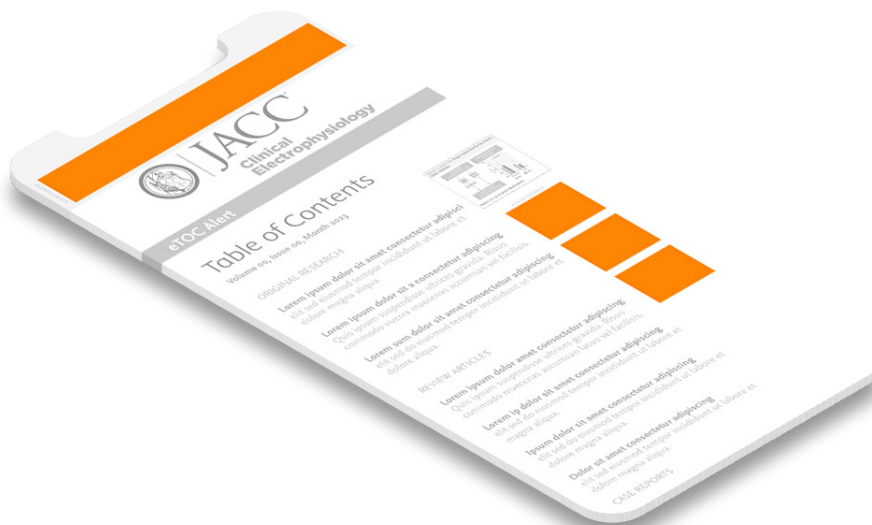 JACC
Clinical
Electrophysiology
eTOC Alert
Table of Contents
Volume 00, Issue 00, Month 2023
ORIGINAL RESEARCH
Lorem ipsum dolor sit amet consectetur adipisci
elit sed eiusmod tempor incididunt ut labore et
dolore magna aliqua.
Lorem ipsum dolor sit a consectetur adipiscing
Quis ipsum suspendisse ultrices gravida. Risus
commodo viverra maecenas accumsan vel facilisis.
Lorem sum dolor sit amet consectetur adipiscing
elit sed do eiusmod tempor incididunt ut labore et
dolore aliqua.
REVIEW ARTICLES
Lorem ipsum dolor amet consectetur adipiscing
Quis ipsum suspindise ultrices gravida. Risus
commodo maecenas accumsan lacus vel facilisis.
Lorem ip dolor sit amet consectetur adipiscing
elit sed do eiusmod tempor incididunt ut labore et
magna aliqua.
Ipsum dolor sit amet consectetur adipiscing
elit sed do eiusmod tempor incididunt ut labore et
dolore magna aliqua.
Dolor sit amet consectetur adipiscing
elit sed eiusmod tempor incididunt ut labore et
dolore magna aliqua.
CASE REPORTS